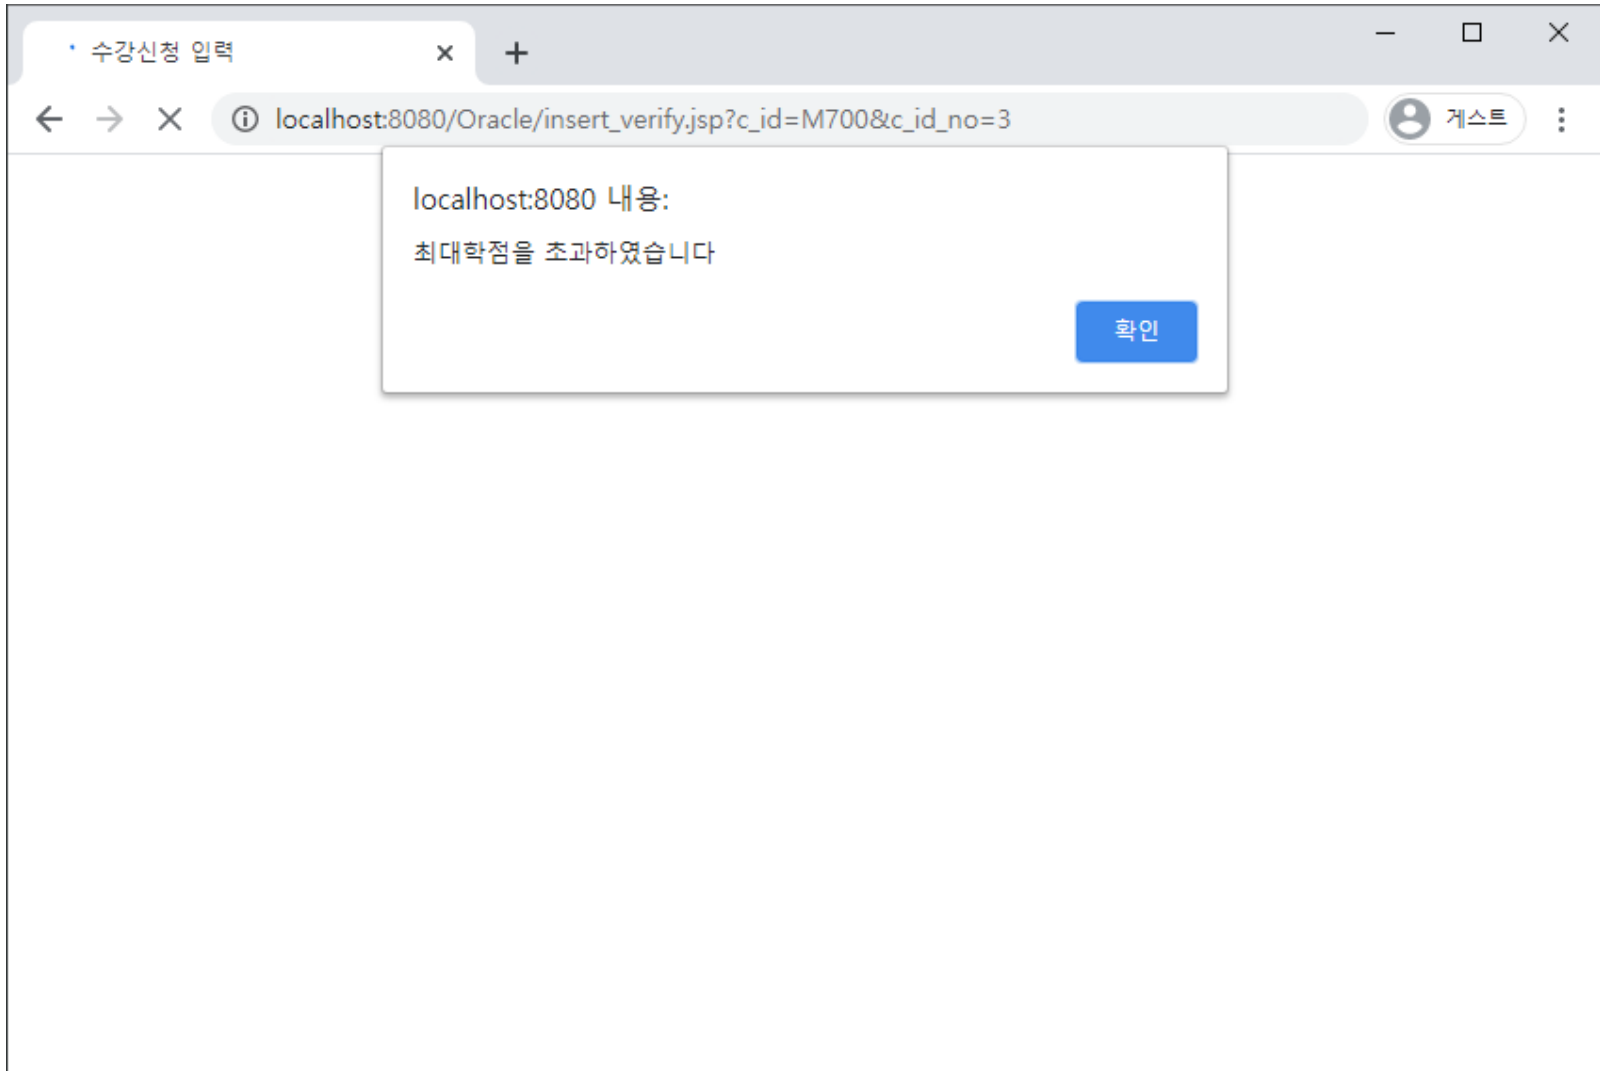 수강신청 입력
localhost:8080/Oracle/insert_verify.jsp?c_id=M700&c_id_no=3
게스트
localhost:8080 내용:
최대학점을 초과하였습니다
확인